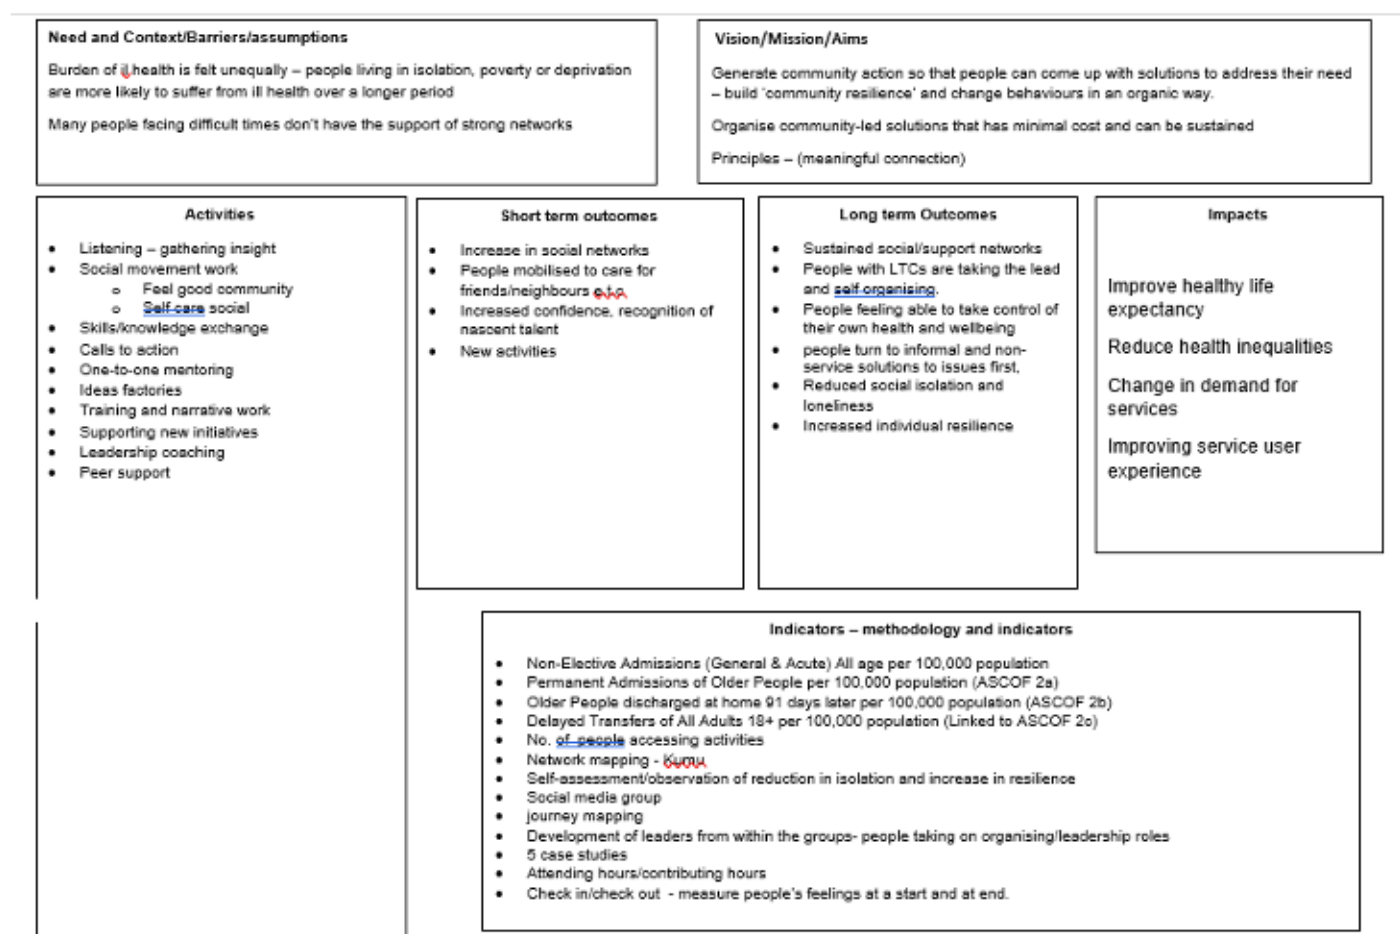 Need and Context/Barriers/assumptions
Burden of ill health is felt unequally – people living in isolation, poverty or deprivation
are more likely to suffer from ill health over a longer period
Many people facing difficult times don't have the support of strong networks
Vision/Mission/Aims
Generate community action so that people can come up with solutions to address their need
– build 'community resilience' and change behaviours in an organic way.
Organise community-led solutions that has minimal cost and can be sustained
Principles – (meaningful connection)
Activities
• Listening – gathering insight
• Social movement work
o Feel good community
o Self care social
• Skills/knowledge exchange
• Calls to action
• One-to-one mentoring
• Ideas factories
• Training and narrative work
• Supporting new initiatives
• Leadership coaching
• Peer support
Short term outcomes
• Increase in social networks
• People mobilised to care for
friends/neighbours e.t.c.
• Increased confidence, recognition of
nascent talent
• New activities
Long term Outcomes
• Sustained social/support networks
• People with LTCs are taking the lead
and self organising.
• People feeling able to take control of
their own health and wellbeing
• people turn to informal and non-
service solutions to issues first,
• Reduced social isolation and
loneliness
• Increased individual resilience
Impacts
Improve healthy life
expectancy
Reduce health inequalities
Change in demand for
services
Improving service user
experience
Indicators – methodology and indicators
• Non-Elective Admissions (General & Acute) All age per 100,000 population
• Permanent Admissions of Older People per 100,000 population (ASCOF 2a)
• Older People discharged at home 91 days later per 100,000 population (ASCOF 2b)
• Delayed Transfers of All Adults 18+ per 100,000 population (Linked to ASCOF 2c)
• No. of people accessing activities
• Network mapping - Kumu
• Self-assessment/observation of reduction in isolation and increase in resilience
• Social media group
• journey mapping
• Development of leaders from within the groups- people taking on organising/leadership roles
• 5 case studies
• Attending hours/contributing hours
• Check in/check out - measure people's feelings at a start and at end.